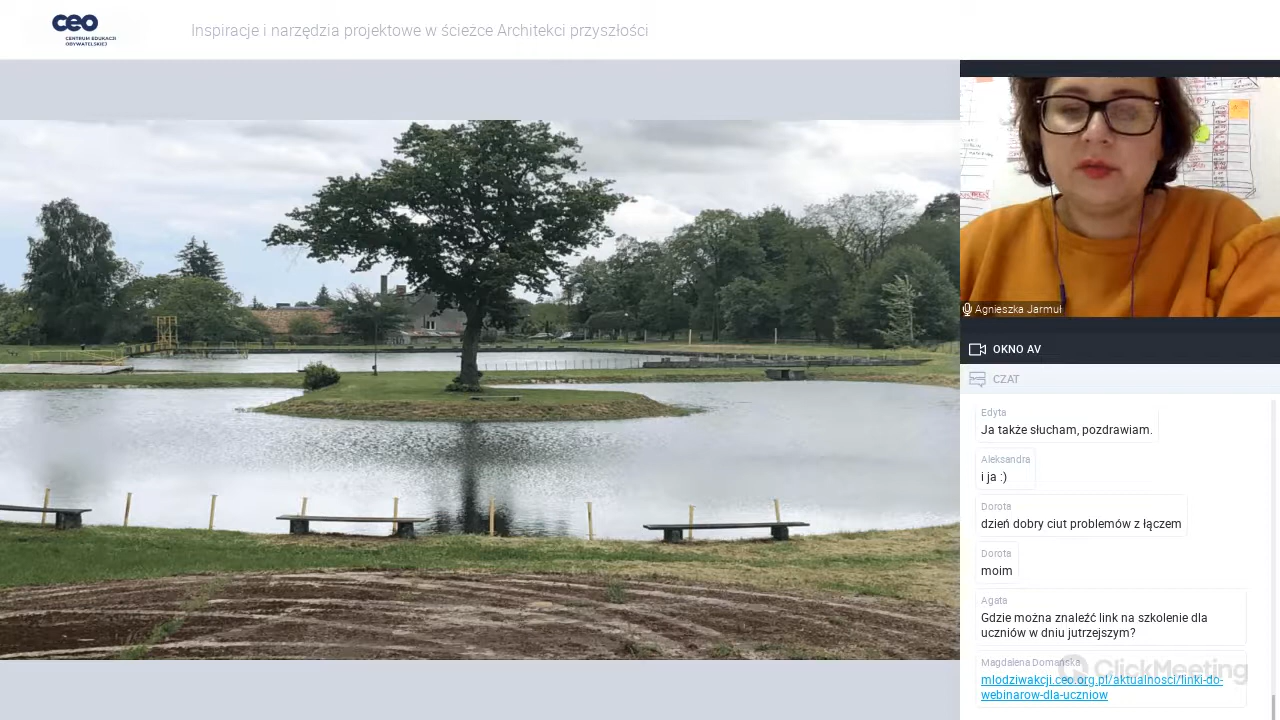 ceo
CENTRUM EDUKACJI
OBYWATELSKIEJ
Inspiracje i narzędzia projektowe w ścieżce Architekci przyszłości
Agnieszka Jarmuł
OKNO AV
CZAT
Edyta
Ja także słucham, pozdrawiam.
Aleksandra
i ja :)
Dorota
dzień dobry ciut problemów z łączem
Dorota
moim
Agata
Gdzie można znaleźć link na szkolenie dla
uczniów w dniu jutrzejszym?
Magdalena Domańska
mlodziwakcji.ceo.org.pl/aktualnosci/linki-do-
webinarow-dla-uczniow
ClickMeeting